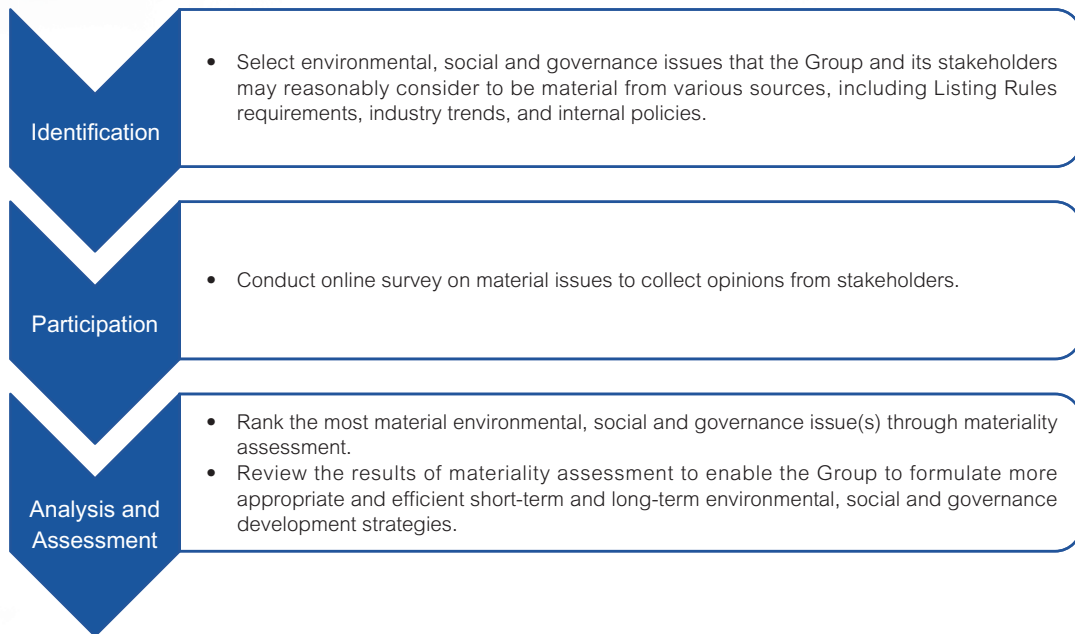 Identification
• Select environmental, social and governance issues that the Group and its stakeholders
may reasonably consider to be material from various sources, including Listing Rules
requirements, industry trends, and internal policies.
Participation
• Conduct online survey on material issues to collect opinions from stakeholders.
Analysis and
Assessment
• Rank the most material environmental, social and governance issue(s) through materiality
assessment.
• Review the results of materiality assessment to enable the Group to formulate more
appropriate and efficient short-term and long-term environmental, social and governance
development strategies.